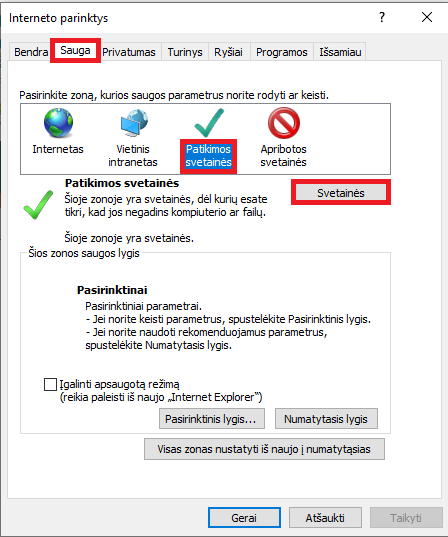 Interneto parinktys
?
Bendra Sauga Privatumas Turinys Ryšiai Programos Išsamiau
Pasirinkite zoną, kurios saugos parametrus norite rodyti ar keisti.
Internetas
Vietinis
intranetas
Patikimos
svetainės
Apribotos
svetainės
Patikimos svetainės
Šioje zonoje yra svetainės, dėl kurių esate
tikri, kad jos negadins kompiuterio ar failų.
Svetainės
Šioje zonoje yra svetainės.
Šios zonos saugos lygis
Pasirinktinai
Pasirinktiniai parametrai.
- Jei norite keisti parametrus, spustelėkite Pasirinktinis lygis.
- Jei norite naudoti rekomenduojamus parametrus,
spustelėkite Numatytasis lygis.
Įgalinti apsaugotą režimą
(reikia paleisti iš naujo „Internet Explorer“)
Pasirinktinis lygis... Numatytasis lygis
Visas zonas nustatyti iš naujo į numatytąsias
Gerai Atšaukti Taikyti